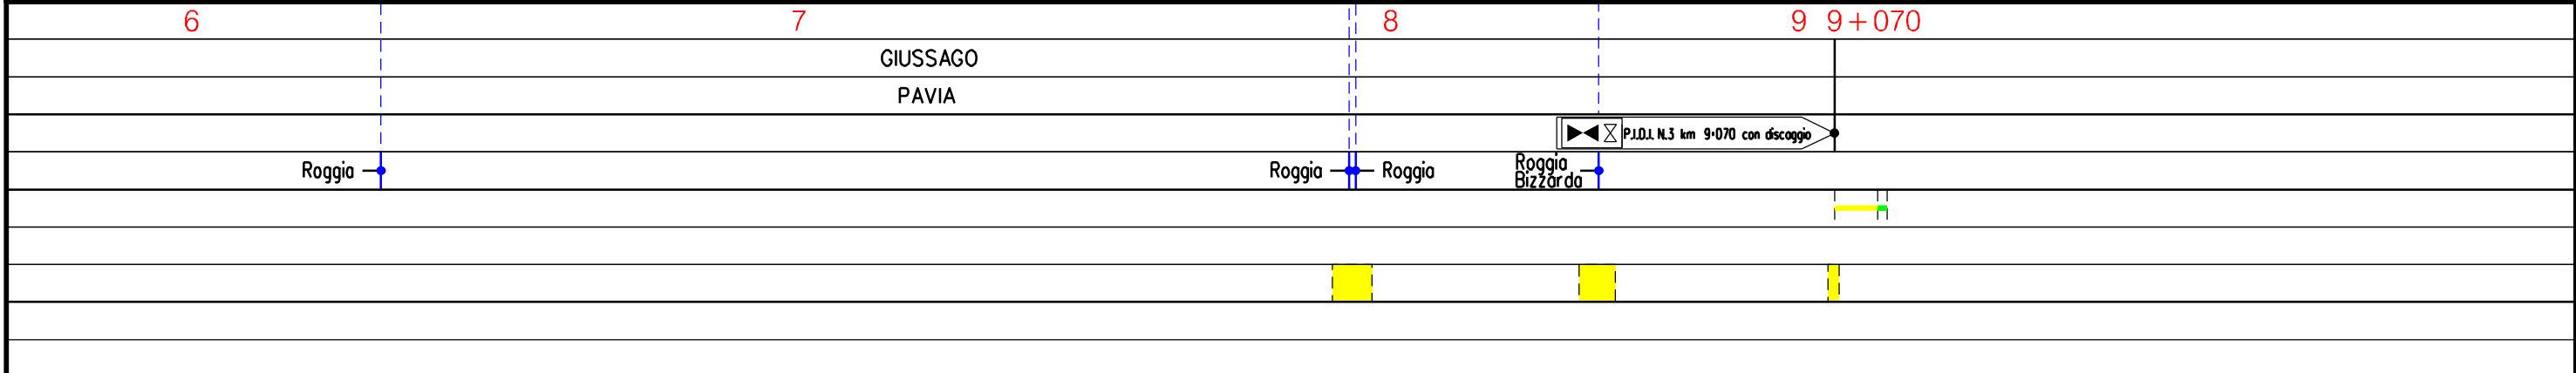 6 7 8 9 9+070
GIUSSAGO
PAVIA
P.I.D.I. N.3 km 9+070 con discaggio
Roggia Roggia Roggia Roggia
Bizzarda